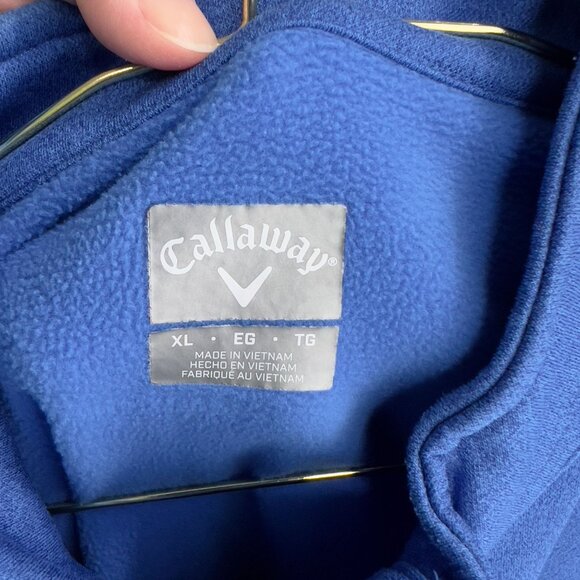 Callaway®
XL • EG • TG
MADE IN VIETNAM
HECHO EN VIETNAM
FABRIQUÉ AU VIETNAM